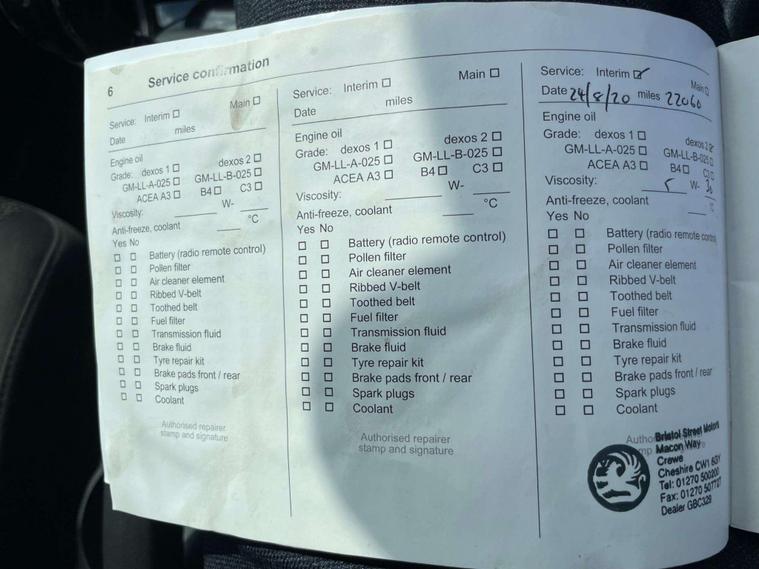 6 Service confirmation
Service: Interim ☐ Main ☐
Date miles
Engine oil
Grade: dexos 1 ☐ dexos 2 ☐
GM-LL-A-025 ☐ GM-LL-B-025 ☐
ACEA A3 ☐ B4 ☐ C3 ☐
Viscosity: W-
Anti-freeze, coolant °C
Yes No
☐ ☐ Battery (radio remote control)
☐ ☐ Pollen filter
☐ ☐ Air cleaner element
☐ ☐ Ribbed V-belt
☐ ☐ Toothed belt
☐ ☐ Fuel filter
☐ ☐ Transmission fluid
☐ ☐ Brake fluid
☐ ☐ Tyre repair kit
☐ ☐ Brake pads front / rear
☐ ☐ Spark plugs
☐ ☐ Coolant
Authorised repairer
stamp and signature
Service: Interim ☐ Main ☐
Date miles
Engine oil
Grade: dexos 1 ☐ dexos 2 ☐
GM-LL-A-025 ☐ GM-LL-B-025 ☐
ACEA A3 ☐ B4 ☐ C3 ☐
Viscosity: W-
Anti-freeze, coolant °C
Yes No
☐ ☐ Battery (radio remote control)
☐ ☐ Pollen filter
☐ ☐ Air cleaner element
☐ ☐ Ribbed V-belt
☐ ☐ Toothed belt
☐ ☐ Fuel filter
☐ ☐ Transmission fluid
☐ ☐ Brake fluid
☐ ☐ Tyre repair kit
☐ ☐ Brake pads front / rear
☐ ☐ Spark plugs
☐ ☐ Coolant
Authorised repairer
stamp and signature
Service: Interim ☑ Main ☐
Date 24/8/20 miles 22060
Engine oil
Grade: dexos 1 ☐ dexos 2 ☑
GM-LL-A-025 ☐ GM-LL-B-025 ☐
ACEA A3 ☐ B4 ☐ C3 ☐
Viscosity: 5 W- 30
Anti-freeze, coolant °C
Yes No
☐ ☐ Battery (radio remote control)
☐ ☐ Pollen filter
☐ ☐ Air cleaner element
☐ ☐ Ribbed V-belt
☐ ☐ Toothed belt
☐ ☐ Fuel filter
☐ ☐ Transmission fluid
☐ ☐ Brake fluid
☐ ☐ Tyre repair kit
☐ ☐ Brake pads front / rear
☐ ☐ Spark plugs
☐ ☐ Coolant
Bristol Street Motors
Macon Way
Crewe
Cheshire CW1 6GY
Tel: 01270 500200
Fax: 01270 507737
Dealer GBC329